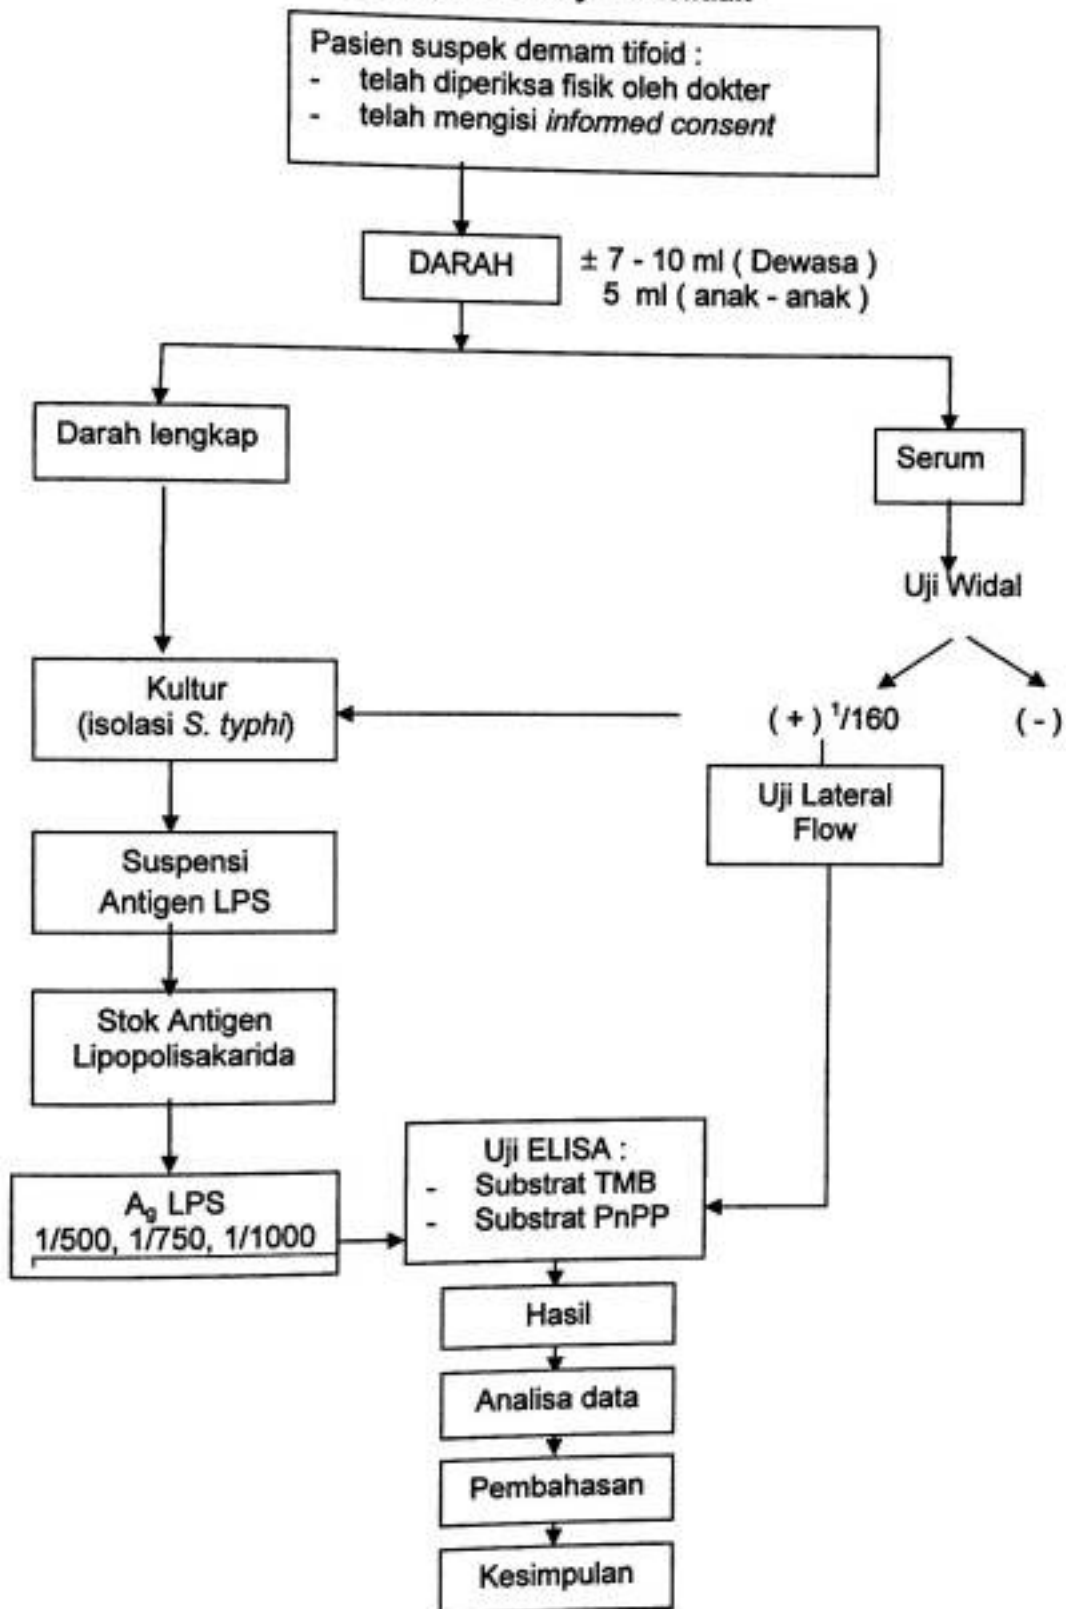 Pasien suspek demam tifoid :
- telah diperiksa fisik oleh dokter
- telah mengisi informed consent
DARAH
± 7 - 10 ml ( Dewasa )
5 ml ( anak - anak )
Darah lengkap
Serum
Uji Widal
Kultur
(isolasi S. typhi)
( + ) ¹/160
( - )
Uji Lateral
Flow
Suspensi
Antigen LPS
Stok Antigen
Lipopolisakarida
Ag LPS
1/500, 1/750, 1/1000
Uji ELISA :
- Substrat TMB
- Substrat PnPP
Hasil
Analisa data
Pembahasan
Kesimpulan